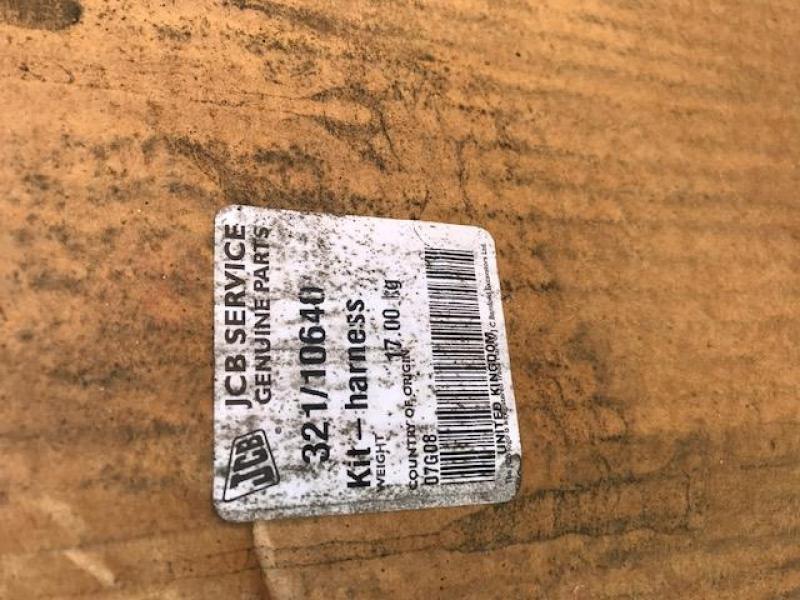 JCB
JCB SERVICE
GENUINE PARTS
321/10640
Kit – harness
WEIGHT 17.00 kg
COUNTRY OF ORIGIN
07G08
UNITED KINGDOM